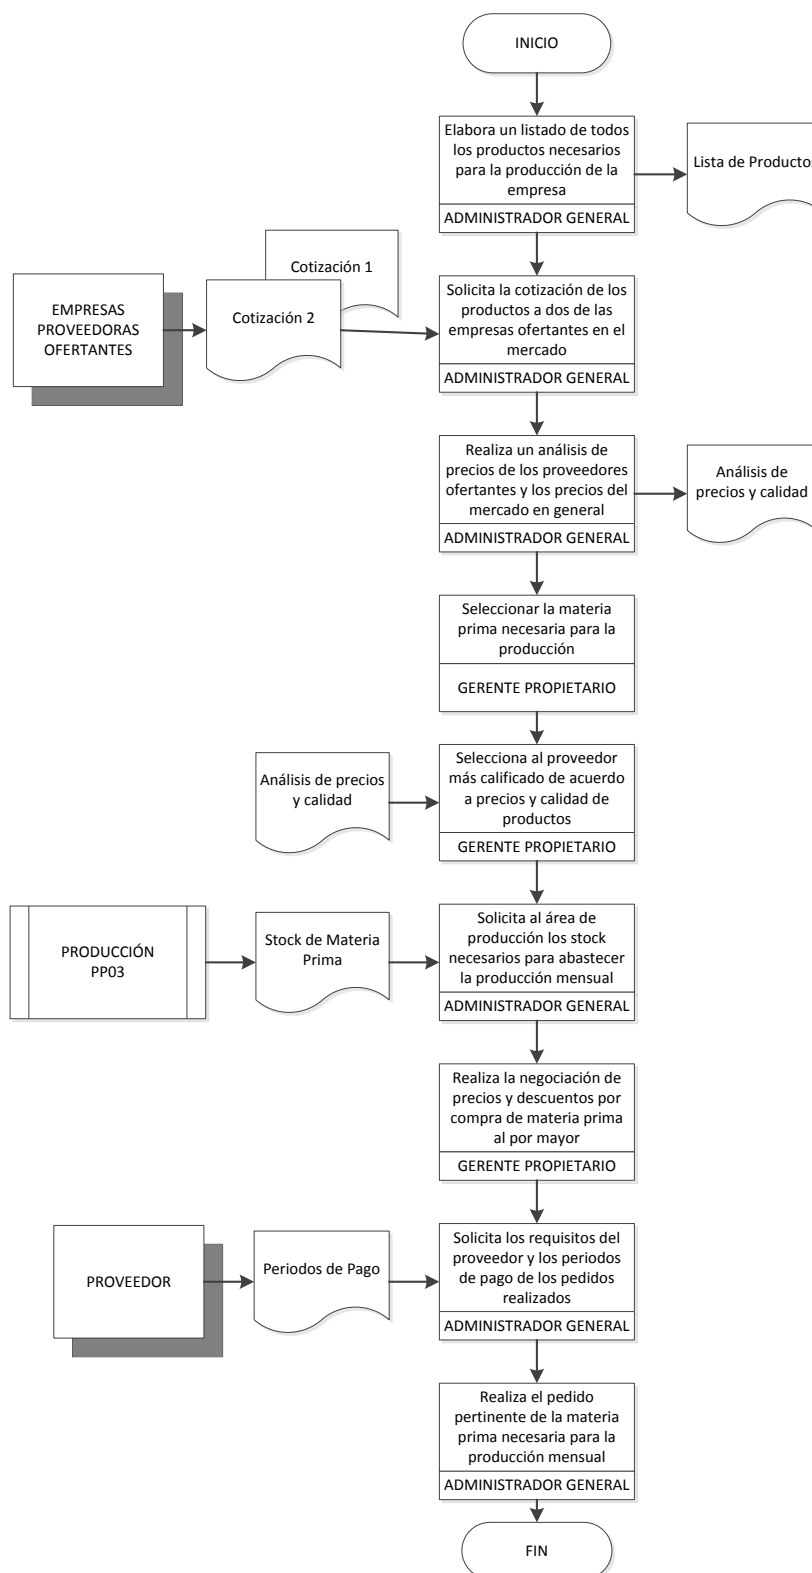 INICIO
Elabora un listado de todos
los productos necesarios
para la producción de la
empresa
ADMINISTRADOR GENERAL
Lista de Productos
Cotización 1
Cotización 2
EMPRESAS
PROVEEDORAS
OFERTANTES
Solicita la cotización de los
productos a dos de las
empresas ofertantes en el
mercado
ADMINISTRADOR GENERAL
Realiza un análisis de
precios de los proveedores
ofertantes y los precios del
mercado en general
ADMINISTRADOR GENERAL
Análisis de
precios y calidad
Seleccionar la materia
prima necesaria para la
producción
GERENTE PROPIETARIO
Análisis de precios
y calidad
Selecciona al proveedor
más calificado de acuerdo
a precios y calidad de
productos
GERENTE PROPIETARIO
PRODUCCIÓN
PP03
Stock de Materia
Prima
Solicita al área de
producción los stock
necesarios para abastecer
la producción mensual
ADMINISTRADOR GENERAL
Realiza la negociación de
precios y descuentos por
compra de materia prima
al por mayor
GERENTE PROPIETARIO
PROVEEDOR
Periodos de Pago
Solicita los requisitos del
proveedor y los periodos
de pago de los pedidos
realizados
ADMINISTRADOR GENERAL
Realiza el pedido
pertinente de la materia
prima necesaria para la
producción mensual
ADMINISTRADOR GENERAL
FIN